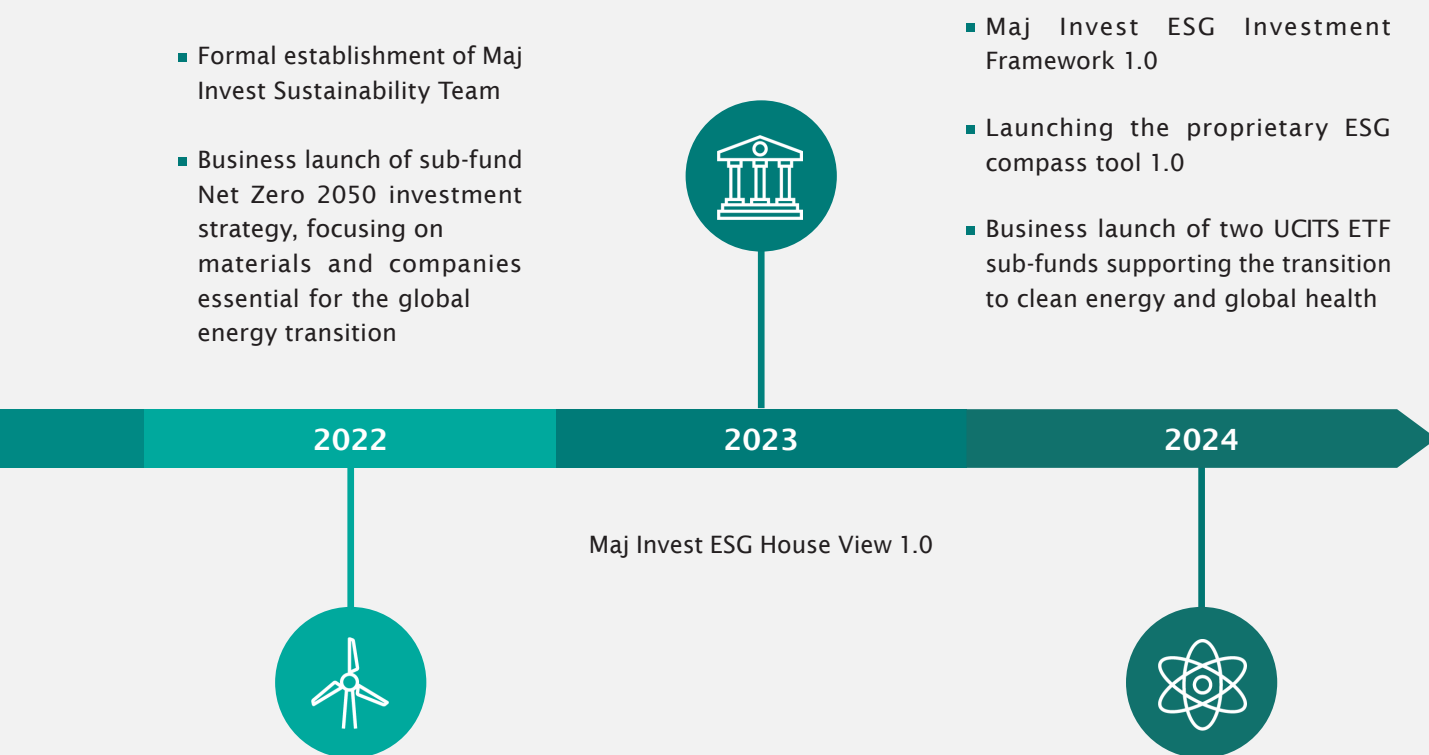 Formal establishment of Maj
Invest Sustainability Team
Business launch of sub-fund
Net Zero 2050 investment
strategy, focusing on
materials and companies
essential for the global
energy transition
Maj Invest ESG Investment
Framework 1.0
Launching the proprietary ESG
compass tool 1.0
Business launch of two UCITS ETF
sub-funds supporting the transition
to clean energy and global health
2022
2023
2024
Maj Invest ESG House View 1.0